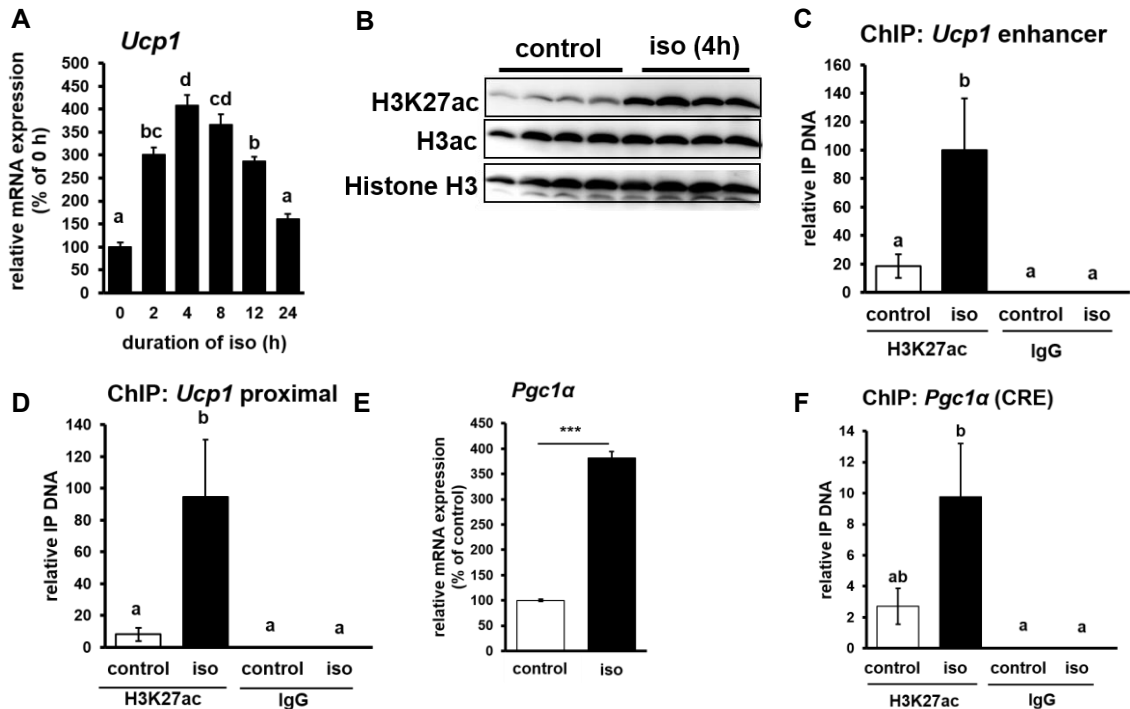 A
Ucp1
relative mRNA expression
(% of 0 h)
500
450
400
350
300
250
200
150
100
50
0
a
bc
d
cd
b
a
0 2 4 8 12 24
duration of iso (h)
B
control iso (4h)
H3K27ac
H3ac
Histone H3
C
ChIP: Ucp1 enhancer
relative IP DNA
160
140
120
100
80
60
40
20
0
a
b
a
a
control iso control iso
H3K27ac IgG
D
ChIP: Ucp1 proximal
relative IP DNA
140
120
100
80
60
40
20
0
a
b
a
a
control iso control iso
H3K27ac IgG
E
Pgc1α
relative mRNA expression
(% of control)
450
400
350
300
250
200
150
100
50
0
***
control iso
F
ChIP: Pgc1α (CRE)
relative IP DNA
14
12
10
8
6
4
2
0
ab
b
a
a
control iso control iso
H3K27ac IgG